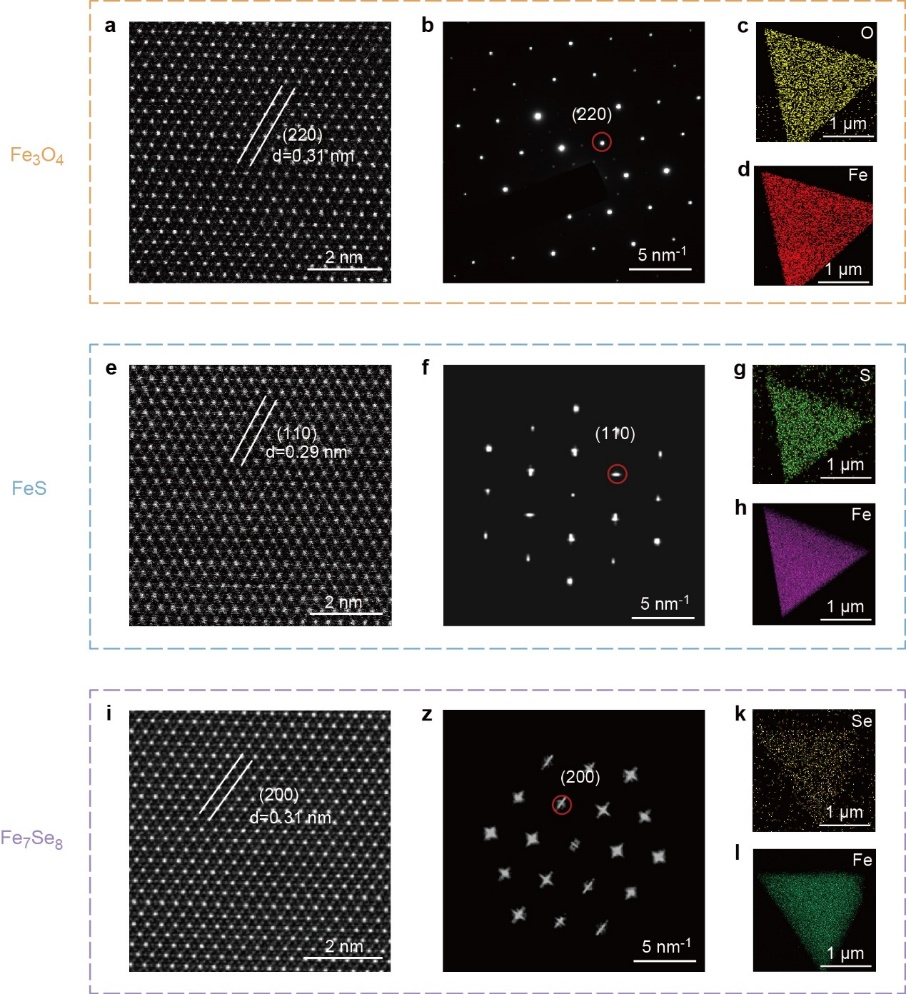 a
b
c
O
1 µm
Fe₃O₄
(220)
d=0.31 nm
2 nm
(220)
5 nm⁻¹
d
Fe
1 µm
e
f
g
S
1 µm
FeS
(110)
d=0.29 nm
2 nm
(110)
5 nm⁻¹
h
Fe
1 µm
i
z
k
Se
1 µm
Fe₇Se₈
(200)
d=0.31 nm
2 nm
(200)
5 nm⁻¹
l
Fe
1 µm